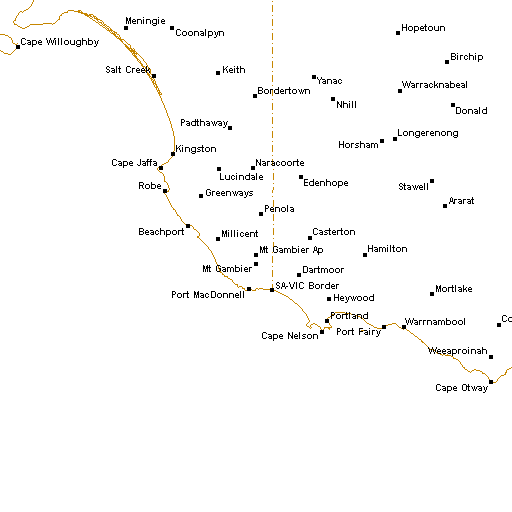 Meningie
Coonalpyn
Hopetoun
Cape Willoughby
Birchip
Salt Creek
Keith
Yanac
Bordertown
Warracknabeal
Nhill
Donald
Padthaway
Longerenong
Horsham
Kingston
Cape Jaffa
Naracoorte
Lucindale
Edenhope
Robe
Greenways
Stawell
Ararat
Penola
Beachport
Millicent
Casterton
Mt Gambier Ap
Hamilton
Mt Gambier
Dartmoor
Port MacDonnell
SA-VIC Border
Mortlake
Heywood
Portland
Cape Nelson
Port Fairy
Warrnambool
Co
Weeaproinah
Cape Otway